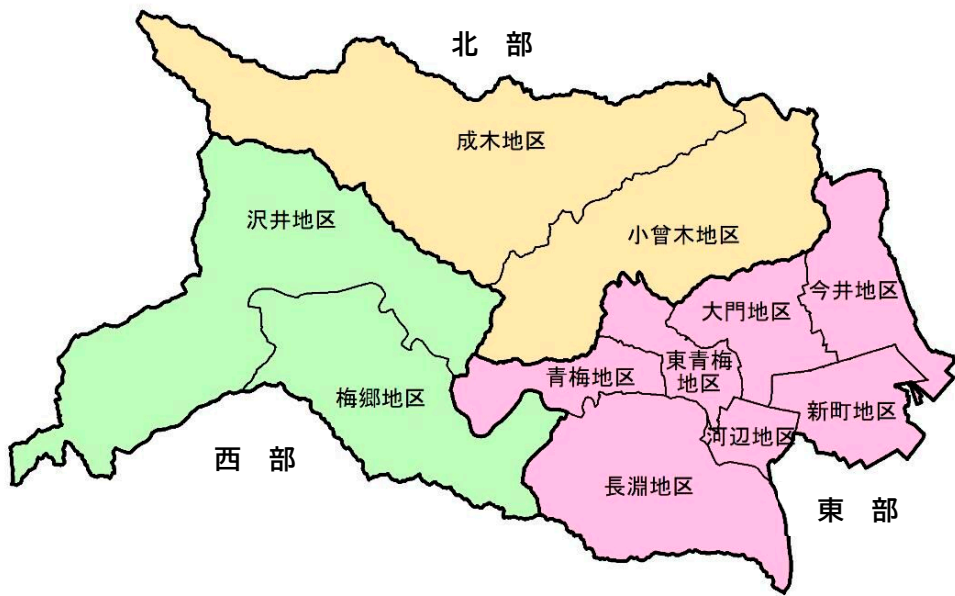 北 部
成木地区
沢井地区
小曾木地区
今井地区
大門地区
東青梅
地区
青梅地区
梅郷地区
新町地区
河辺地区
西 部
長淵地区
東 部